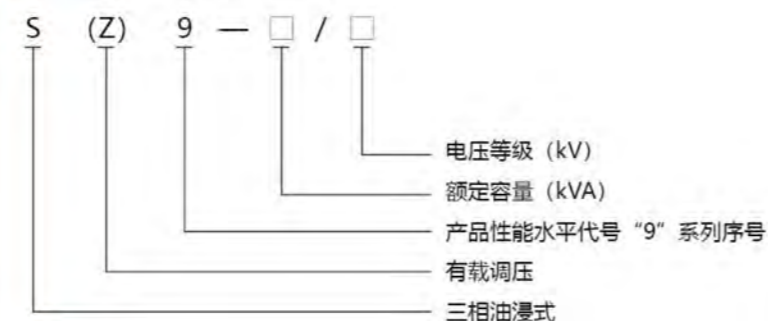 S (Z) 9 — □ / □
电压等级（kV）
额定容量（kVA）
产品性能水平代号“9”系列序号
有载调压
三相油浸式